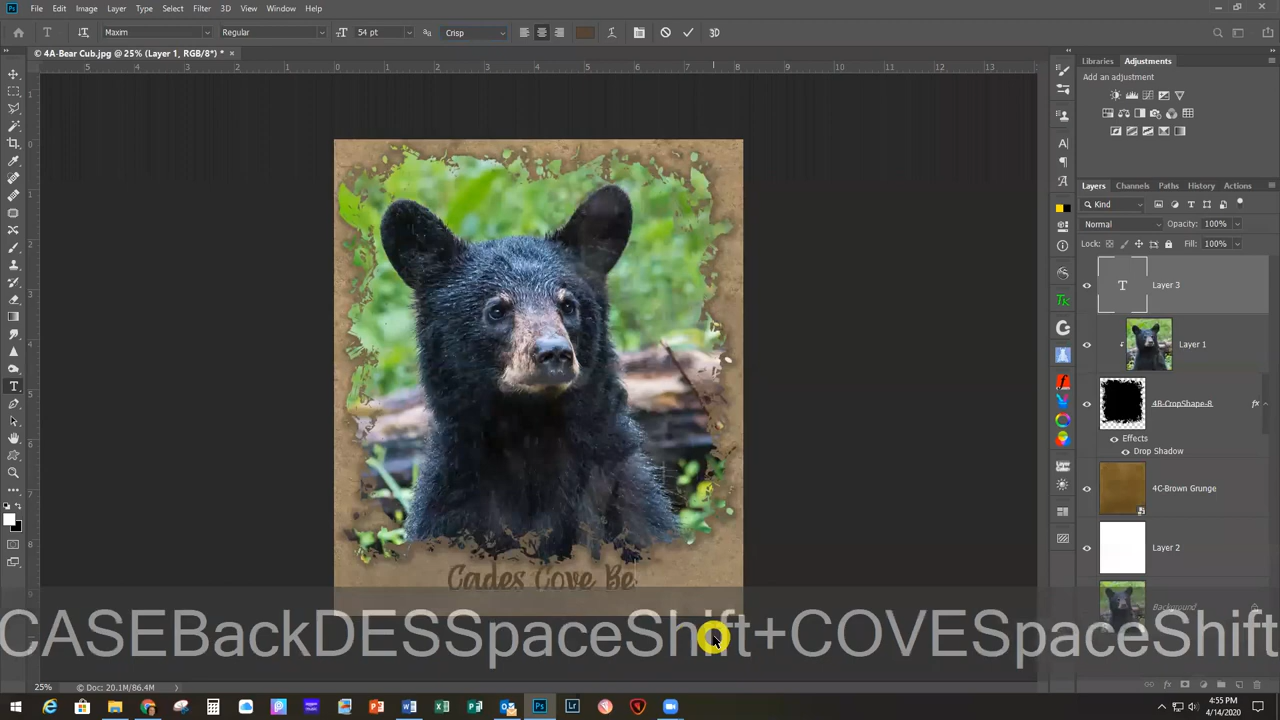 Ps File Edit Image Layer Type Select Filter 3D View Window Help
Maxim Regular 54 pt Crisp 3D
© 4A-Bear Cub.jpg @ 25% (Layer 1, RGB/8*) * ×
Libraries Adjustments
Add an adjustment
Layers Channels Paths History Actions
Kind
Normal Opacity: 100%
Lock: Fill: 100%
Layer 3
Layer 1
4B-CropShape-8 fx
Effects
Drop Shadow
4C-Brown Grunge
Layer 2
Background
Cades Cove Be
CASEBackDESSpaceShift+COVESpaceShift
25% Doc: 20.1M/86.4M
4:55 PM
4/14/2020